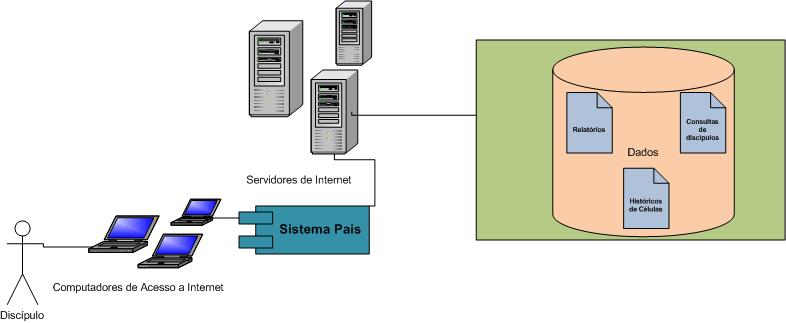 Relatórios
Consultas
de
discípulos
Dados
Históricos
de Células
Servidores de Internet
Sistema Pais
Computadores de Acesso a Internet
Discípulo